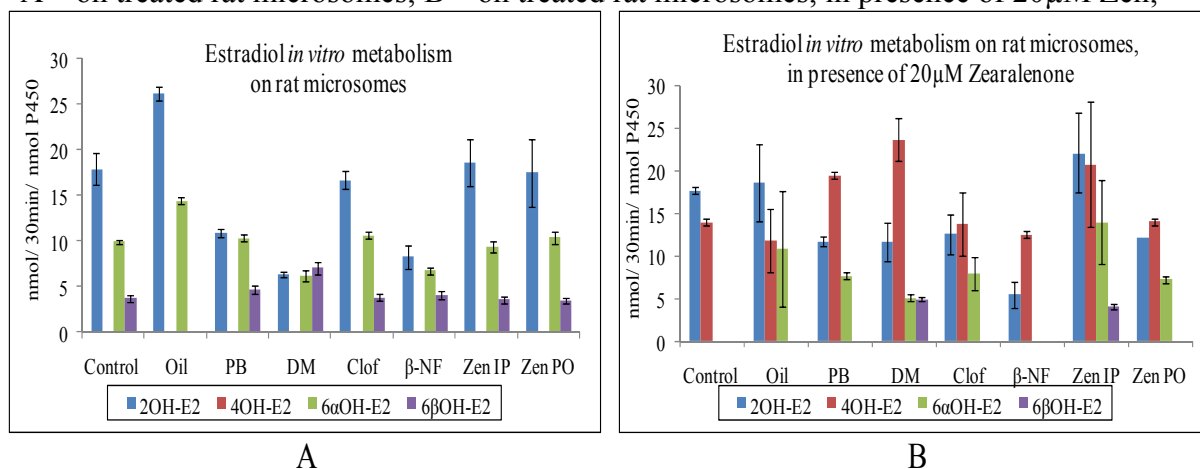 A – on treated rat microsomes; B – on treated rat microsomes, in presence of 20µM Zen;
Estradiol in vitro metabolism
on rat microsomes
nmol/ 30min/ nmol P450
30
25
20
15
10
5
0
Control Oil PB DM Clof β-NF Zen IP Zen PO
2OH-E2 4OH-E2 6αOH-E2 6βOH-E2
A
Estradiol in vitro metabolism on rat microsomes,
in presence of 20µM Zearalenone
nmol/ 30min/ nmol P450
30
25
20
15
10
5
0
Control Oil PB DM Clof β-NF Zen IP Zen PO
2OH-E2 4OH-E2 6αOH-E2 6βOH-E2
B